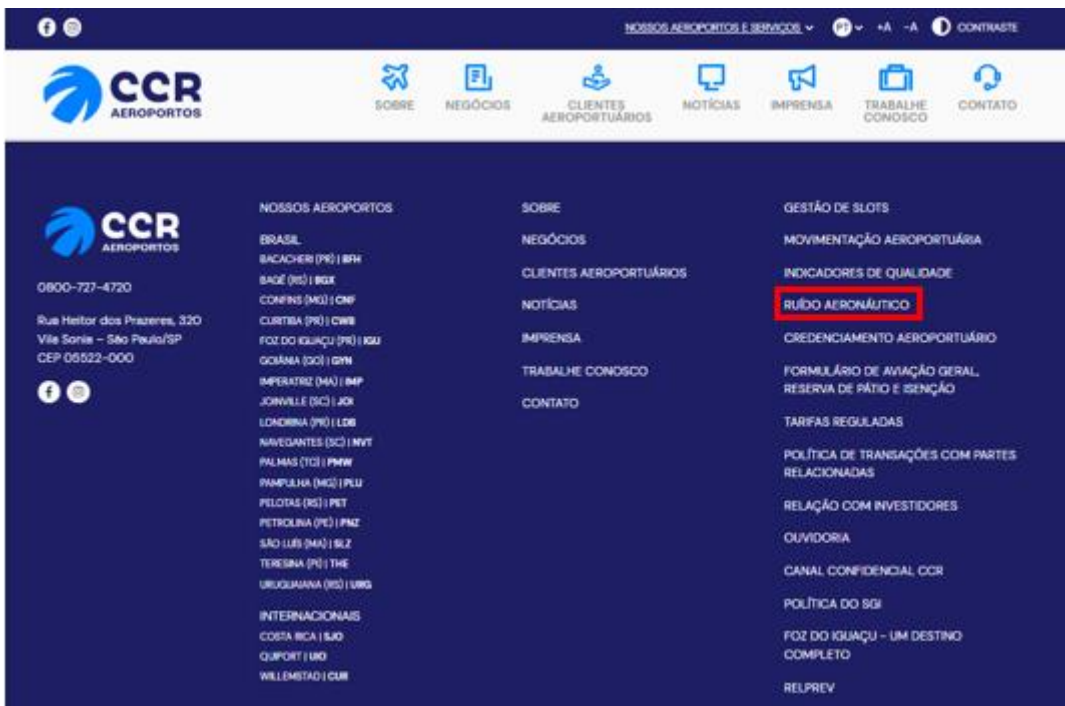 NOSSOS AEROPORTOS E SERVIÇOS
PT
+A -A
CONTRASTE
CCR
AEROPORTOS
SOBRE
NEGÓCIOS
CLIENTES
AEROPORTUÁRIOS
NOTÍCIAS
IMPRENSA
TRABALHE
CONOSCO
CONTATO
CCR
AEROPORTOS
0800-727-4720
Rua Heitor dos Prazeres, 320
Vila Sonia – São Paulo/SP
CEP 05522-000
NOSSOS AEROPORTOS
BRASIL
BACACHERI (PR) | BFH
BAGÉ (RS) | BGX
CONFINS (MG) | CNF
CURITIBA (PR) | CWB
FOZ DO IGUAÇU (PR) | IGU
GOIÂNIA (GO) | GYN
IMPERATRIZ (MA) | IMP
JOINVILLE (SC) | JOI
LONDRINA (PR) | LDB
NAVEGANTES (SC) | NVT
PALMAS (TO) | PMW
PAMPULHA (MG) | PLU
PELOTAS (RS) | PET
PETROLINA (PE) | PNZ
SÃO LUÍS (MA) | SLZ
TERESINA (PI) | THE
URUGUAIANA (RS) | URG
INTERNACIONAIS
COSTA RICA | SJO
QUIPORT | UIO
WILLEMSTAD | CUR
SOBRE
NEGÓCIOS
CLIENTES AEROPORTUÁRIOS
NOTÍCIAS
IMPRENSA
TRABALHE CONOSCO
CONTATO
GESTÃO DE SLOTS
MOVIMENTAÇÃO AEROPORTUÁRIA
INDICADORES DE QUALIDADE
RUÍDO AERONÁUTICO
CREDENCIAMENTO AEROPORTUÁRIO
FORMULÁRIO DE AVIAÇÃO GERAL,
RESERVA DE PÁTIO E ISENÇÃO
TARIFAS REGULADAS
POLÍTICA DE TRANSAÇÕES COM PARTES
RELACIONADAS
RELAÇÃO COM INVESTIDORES
OUVIDORIA
CANAL CONFIDENCIAL CCR
POLÍTICA DO SGI
FOZ DO IGUAÇU – UM DESTINO
COMPLETO
RELPREV